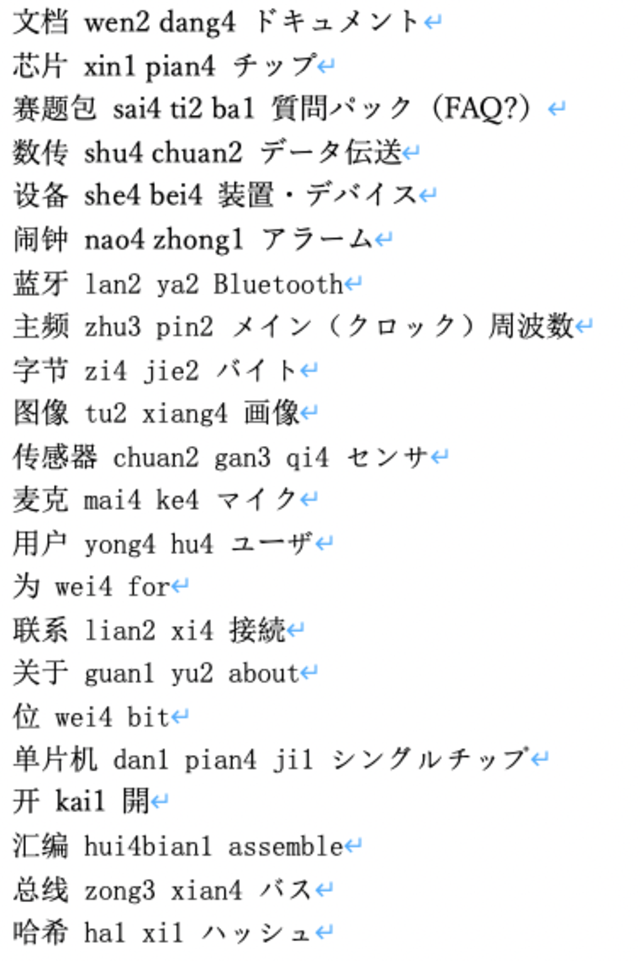 文档 wen2 dang4 ドキュメント↵
芯片 xin1 pian4 チップ↵
赛题包 sai4 ti2 ba1 質問パック（FAQ?）↵
数传 shu4 chuan2 データ伝送↵
设备 she4 bei4 装置・デバイス↵
闹钟 nao4 zhong1 アラーム↵
蓝牙 lan2 ya2 Bluetooth↵
主频 zhu3 pin2 メイン（クロック）周波数↵
字节 zi4 jie2 バイト↵
图像 tu2 xiang4 画像↵
传感器 chuan2 gan3 qi4 センサ↵
麦克 mai4 ke4 マイク↵
用户 yong4 hu4 ユーザ↵
为 wei4 for↵
联系 lian2 xi4 接続↵
关于 guan1 yu2 about↵
位 wei4 bit↵
单片机 dan1 pian4 ji1 シングルチップ↵
开 kai1 開↵
汇编 hui4bian1 assemble↵
总线 zong3 xian4 バス↵
哈希 ha1 xi1 ハッシュ↵